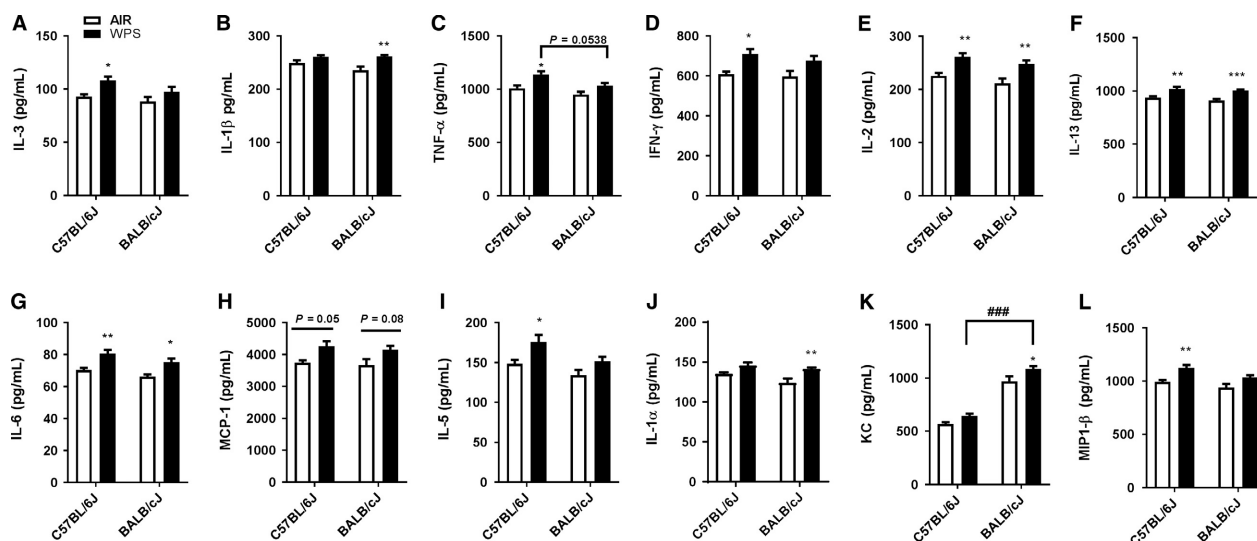 A
AIR
WPS
IL-3 (pg/mL)
150
100
50
0
*
C57BL/6J
BALB/cJ
B
IL-1β pg/mL
300
200
100
0
**
C57BL/6J
BALB/cJ
C
TNF-α (pg/mL)
1500
1000
500
0
P = 0.0538
*
C57BL/6J
BALB/cJ
D
IFN-γ (pg/mL)
800
600
400
200
0
*
C57BL/6J
BALB/cJ
E
IL-2 (pg/mL)
300
200
100
0
**
**
C57BL/6J
BALB/cJ
F
IL-13 (pg/mL)
1500
1000
500
0
**
***
C57BL/6J
BALB/cJ
G
IL-6 (pg/mL)
100
80
60
40
20
0
**
*
C57BL/6J
BALB/cJ
H
MCP-1 (pg/mL)
5000
4000
3000
2000
1000
0
P = 0.05
P = 0.08
C57BL/6J
BALB/cJ
I
IL-5 (pg/mL)
200
150
100
50
0
*
C57BL/6J
BALB/cJ
J
IL-1α (pg/mL)
200
150
100
50
0
**
C57BL/6J
BALB/cJ
K
KC (pg/mL)
1500
1000
500
0
###
*
C57BL/6J
BALB/cJ
L
MIP1-β (pg/mL)
1500
1000
500
0
**
C57BL/6J
BALB/cJ